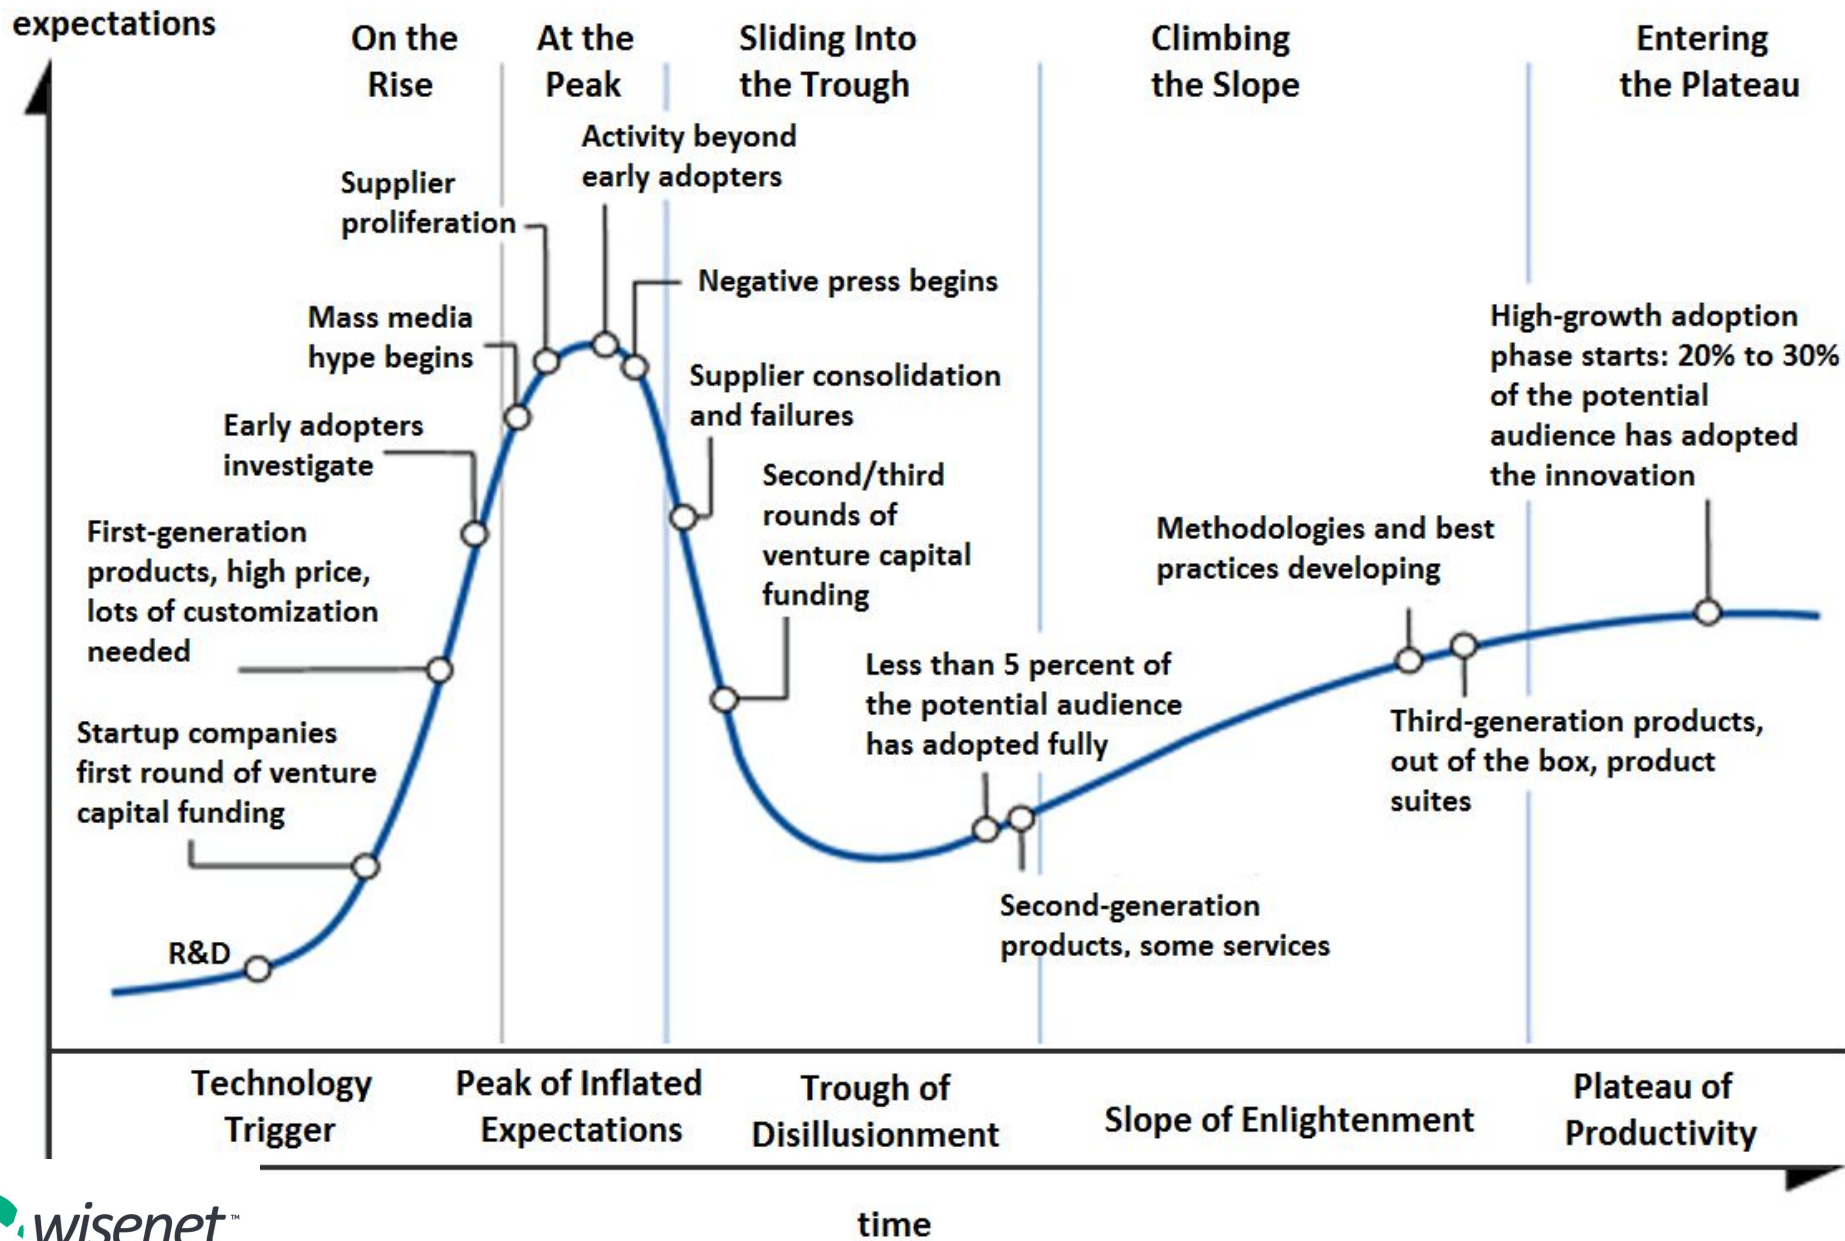 expectations
On the
Rise
At the
Peak
Sliding Into
the Trough
Climbing
the Slope
Entering
the Plateau
Activity beyond
early adopters
Supplier
proliferation
Negative press begins
Mass media
hype begins
High-growth adoption
phase starts: 20% to 30%
of the potential
audience has adopted
the innovation
Supplier consolidation
and failures
Early adopters
investigate
Second/third
rounds of
venture capital
funding
First-generation
products, high price,
lots of customization
needed
Methodologies and best
practices developing
Less than 5 percent of
the potential audience
has adopted fully
Startup companies
first round of venture
capital funding
Third-generation products,
out of the box, product
suites
Second-generation
products, some services
R&D
Technology
Trigger
Peak of Inflated
Expectations
Trough of
Disillusionment
Slope of Enlightenment
Plateau of
Productivity
time
wisenet™